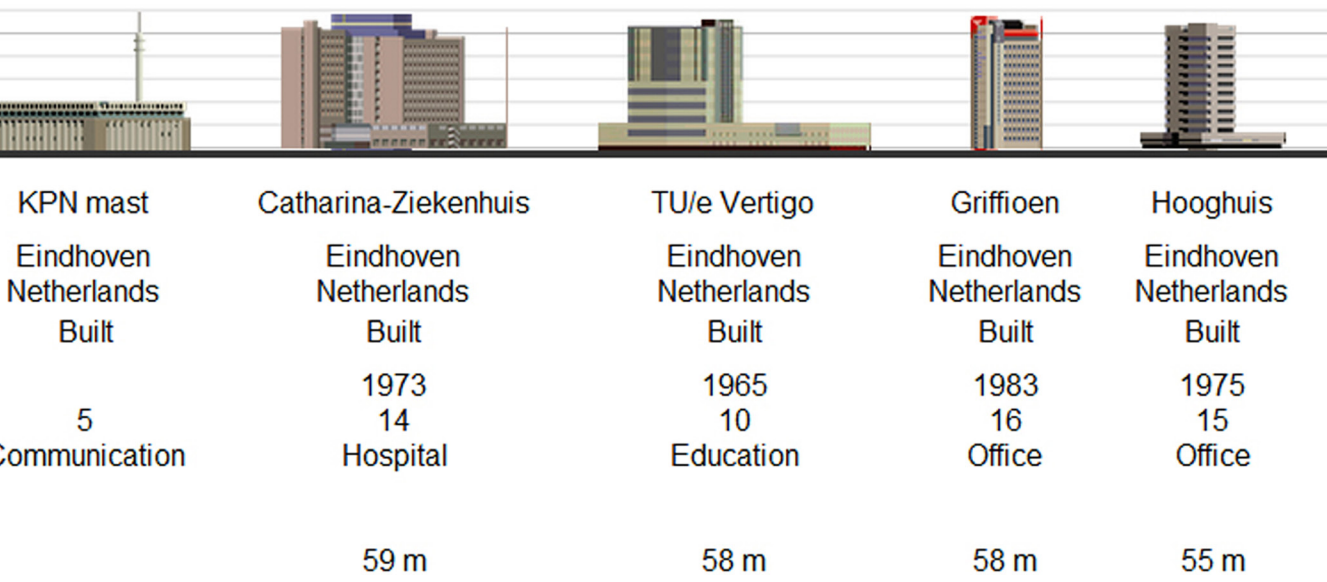 KPN mast Catharina-Ziekenhuis TU/e Vertigo Griffioen Hooghuis
Eindhoven Eindhoven Eindhoven Eindhoven Eindhoven
Netherlands Netherlands Netherlands Netherlands Netherlands
Built Built Built Built Built
1973 1965 1983 1975
5 14 10 16 15
Communication Hospital Education Office Office
59 m 58 m 58 m 55 m